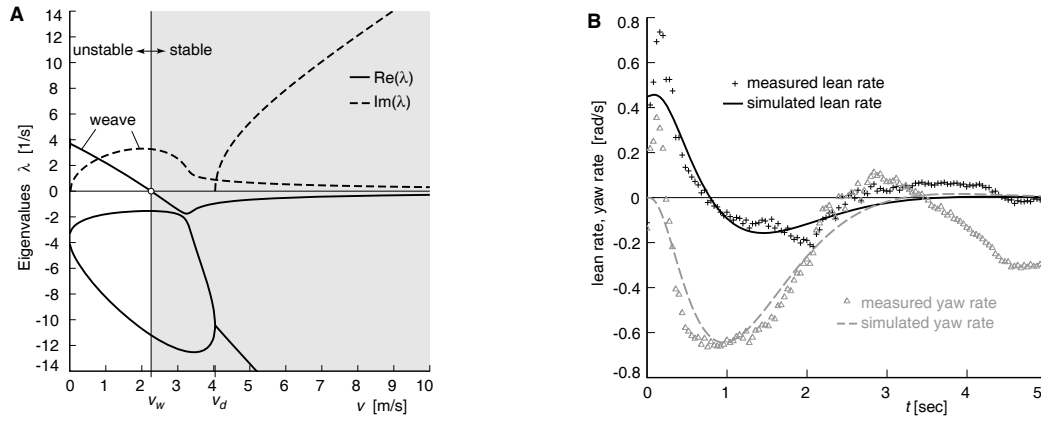 A
Eigenvalues λ [1/s]
14
12
10
8
6
4
2
0
-2
-4
-6
-8
-10
-12
-14
unstable
stable
Re(λ)
Im(λ)
weave
0 1 2 3 4 5 6 7 8 9 10
v_w
v_d
v [m/s]
B
lean rate, yaw rate [rad/s]
0.8
0.6
0.4
0.2
0
-0.2
-0.4
-0.6
-0.8
measured lean rate
simulated lean rate
measured yaw rate
simulated yaw rate
0 1 2 3 4 5
t [sec]